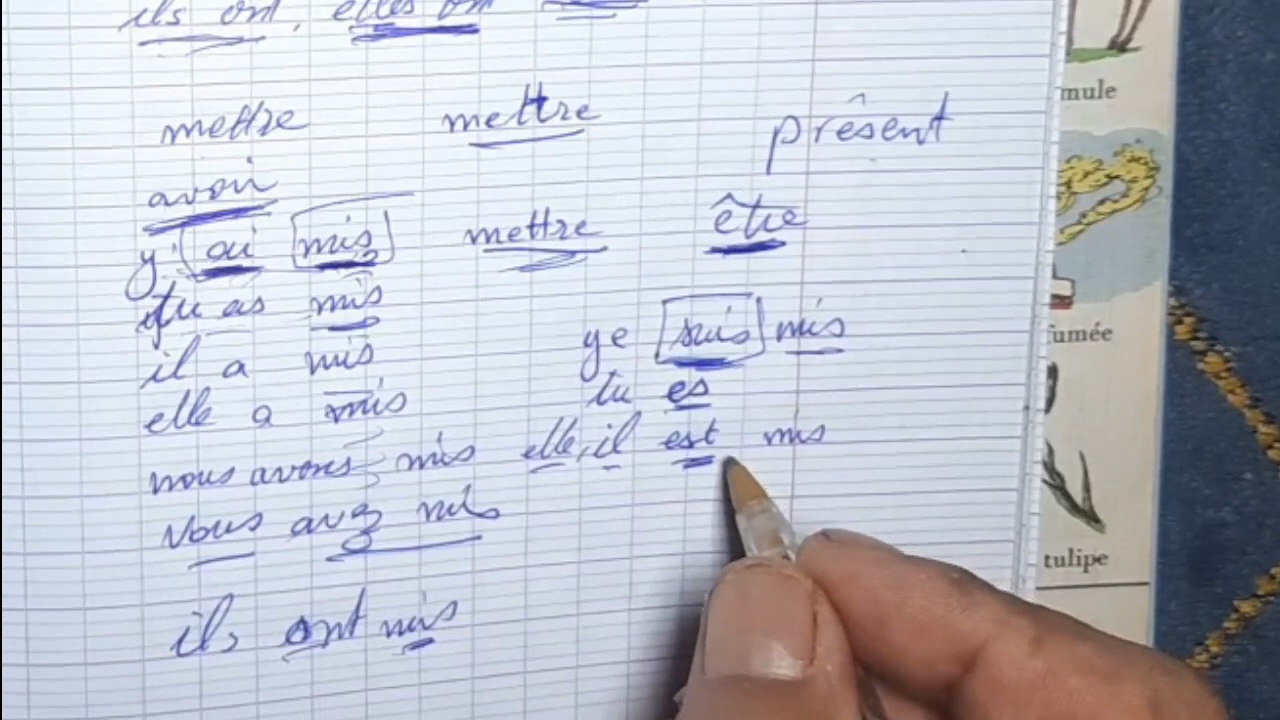 ils ont, elles ont
mettre mettre prêsent
avoir
y' ai mis mettre être
tu as mis
il a mis
elle a mis
nous avons mis
vous avez mis
ils ont mis
ye suis mis
tu es
elle, il est mis
mule
fumée
tulipe